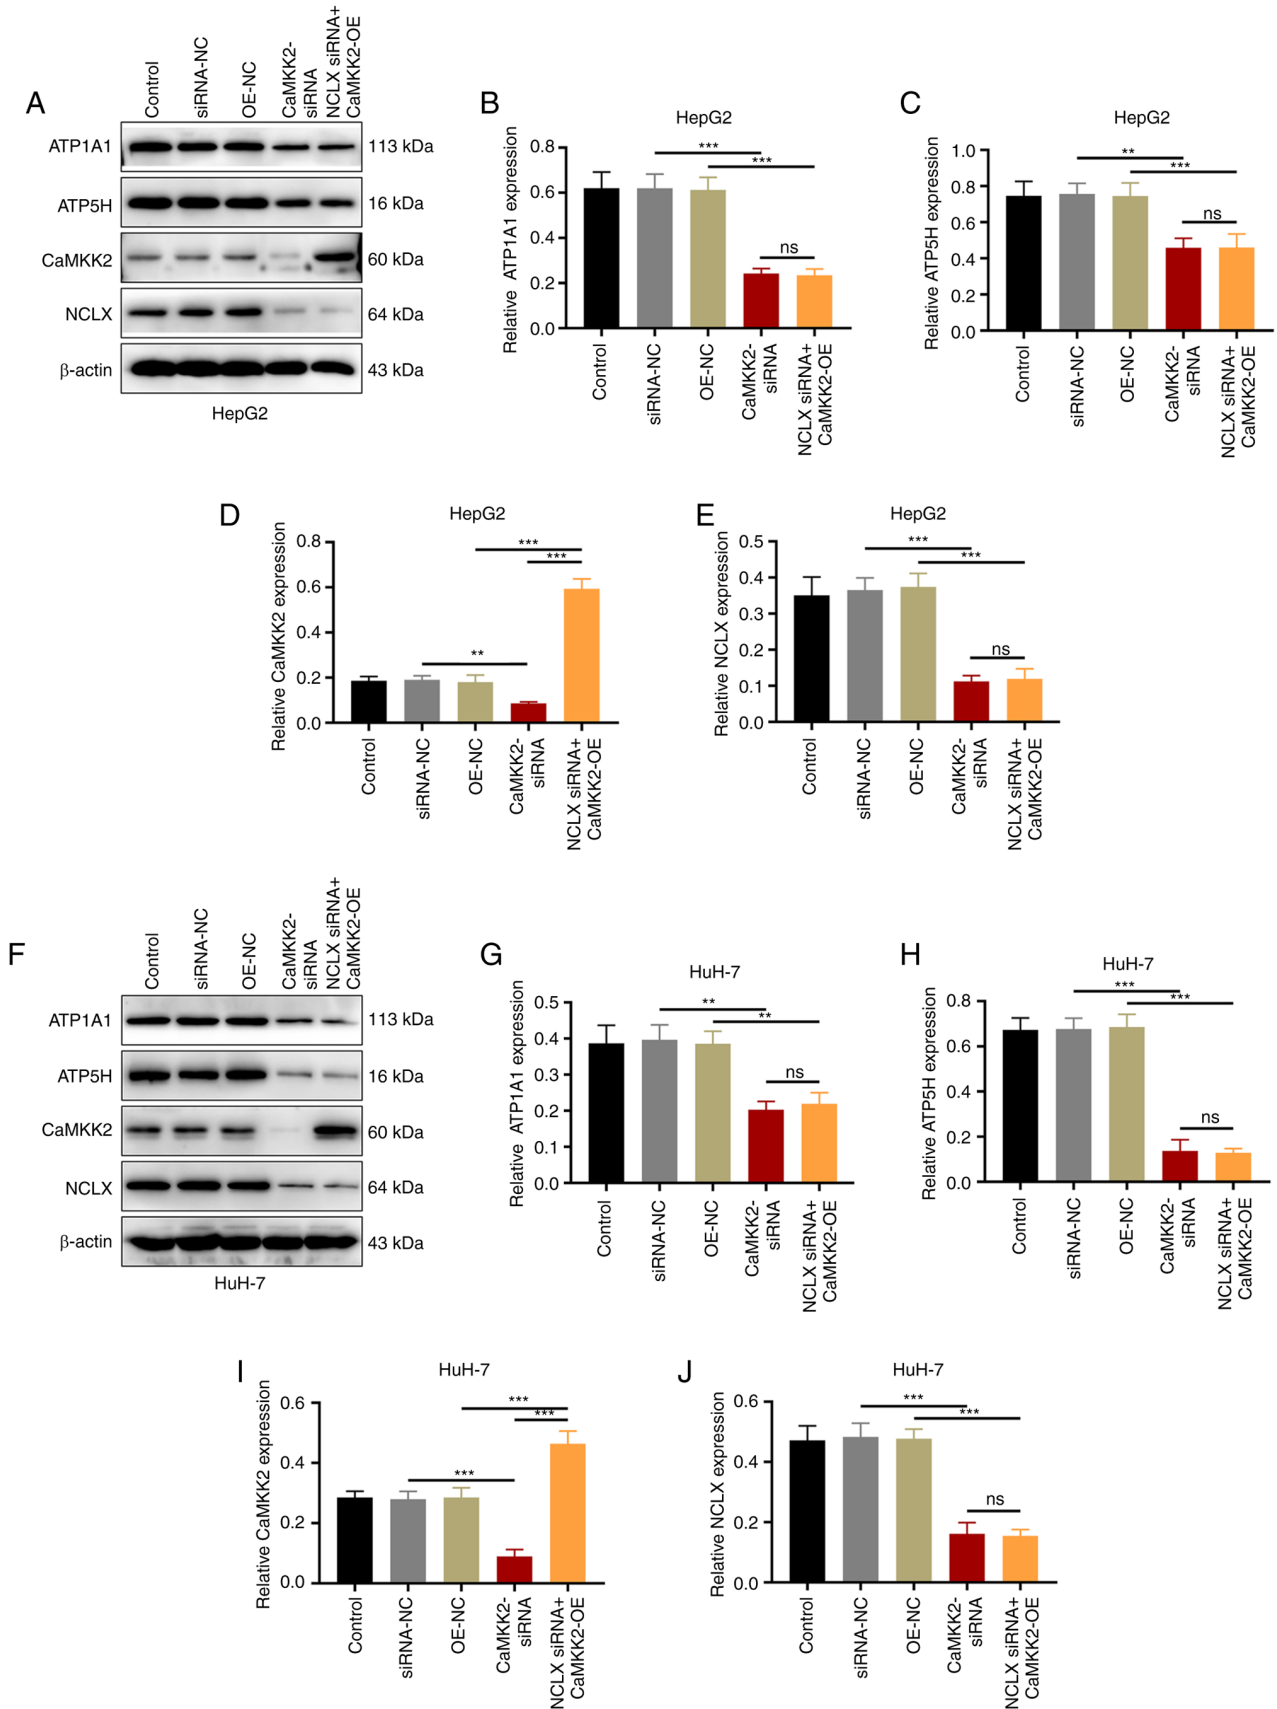 A
Control
siRNA-NC
OE-NC
CaMKK2-
siRNA
NCLX siRNA+
CaMKK2-OE
ATP1A1
113 kDa
ATP5H
16 kDa
CaMKK2
60 kDa
NCLX
64 kDa
β-actin
43 kDa
HepG2
B
HepG2
Relative ATP1A1 expression
0.8
0.6
0.4
0.2
0.0
***
***
ns
Control
siRNA-NC
OE-NC
CaMKK2-
siRNA
NCLX siRNA+
CaMKK2-OE
C
HepG2
Relative ATP5H expression
1.0
0.8
0.6
0.4
0.2
0.0
**
***
ns
Control
siRNA-NC
OE-NC
CaMKK2-
siRNA
NCLX siRNA+
CaMKK2-OE
D
HepG2
Relative CaMKK2 expression
0.8
0.6
0.4
0.2
0.0
***
***
**
Control
siRNA-NC
OE-NC
CaMKK2-
siRNA
NCLX siRNA+
CaMKK2-OE
E
HepG2
Relative NCLX expression
0.5
0.4
0.3
0.2
0.1
0.0
***
***
ns
Control
siRNA-NC
OE-NC
CaMKK2-
siRNA
NCLX siRNA+
CaMKK2-OE
F
Control
siRNA-NC
OE-NC
CaMKK2-
siRNA
NCLX siRNA+
CaMKK2-OE
ATP1A1
113 kDa
ATP5H
16 kDa
CaMKK2
60 kDa
NCLX
64 kDa
β-actin
43 kDa
HuH-7
G
HuH-7
Relative ATP1A1 expression
0.5
0.4
0.3
0.2
0.1
0.0
**
**
ns
Control
siRNA-NC
OE-NC
CaMKK2-
siRNA
NCLX siRNA+
CaMKK2-OE
H
HuH-7
Relative ATP5H expression
0.8
0.6
0.4
0.2
0.0
***
***
ns
Control
siRNA-NC
OE-NC
CaMKK2-
siRNA
NCLX siRNA+
CaMKK2-OE
I
HuH-7
Relative CaMKK2 expression
0.6
0.4
0.2
0.0
***
***
***
Control
siRNA-NC
OE-NC
CaMKK2-
siRNA
NCLX siRNA+
CaMKK2-OE
J
HuH-7
Relative NCLX expression
0.6
0.4
0.2
0.0
***
***
ns
Control
siRNA-NC
OE-NC
CaMKK2-
siRNA
NCLX siRNA+
CaMKK2-OE